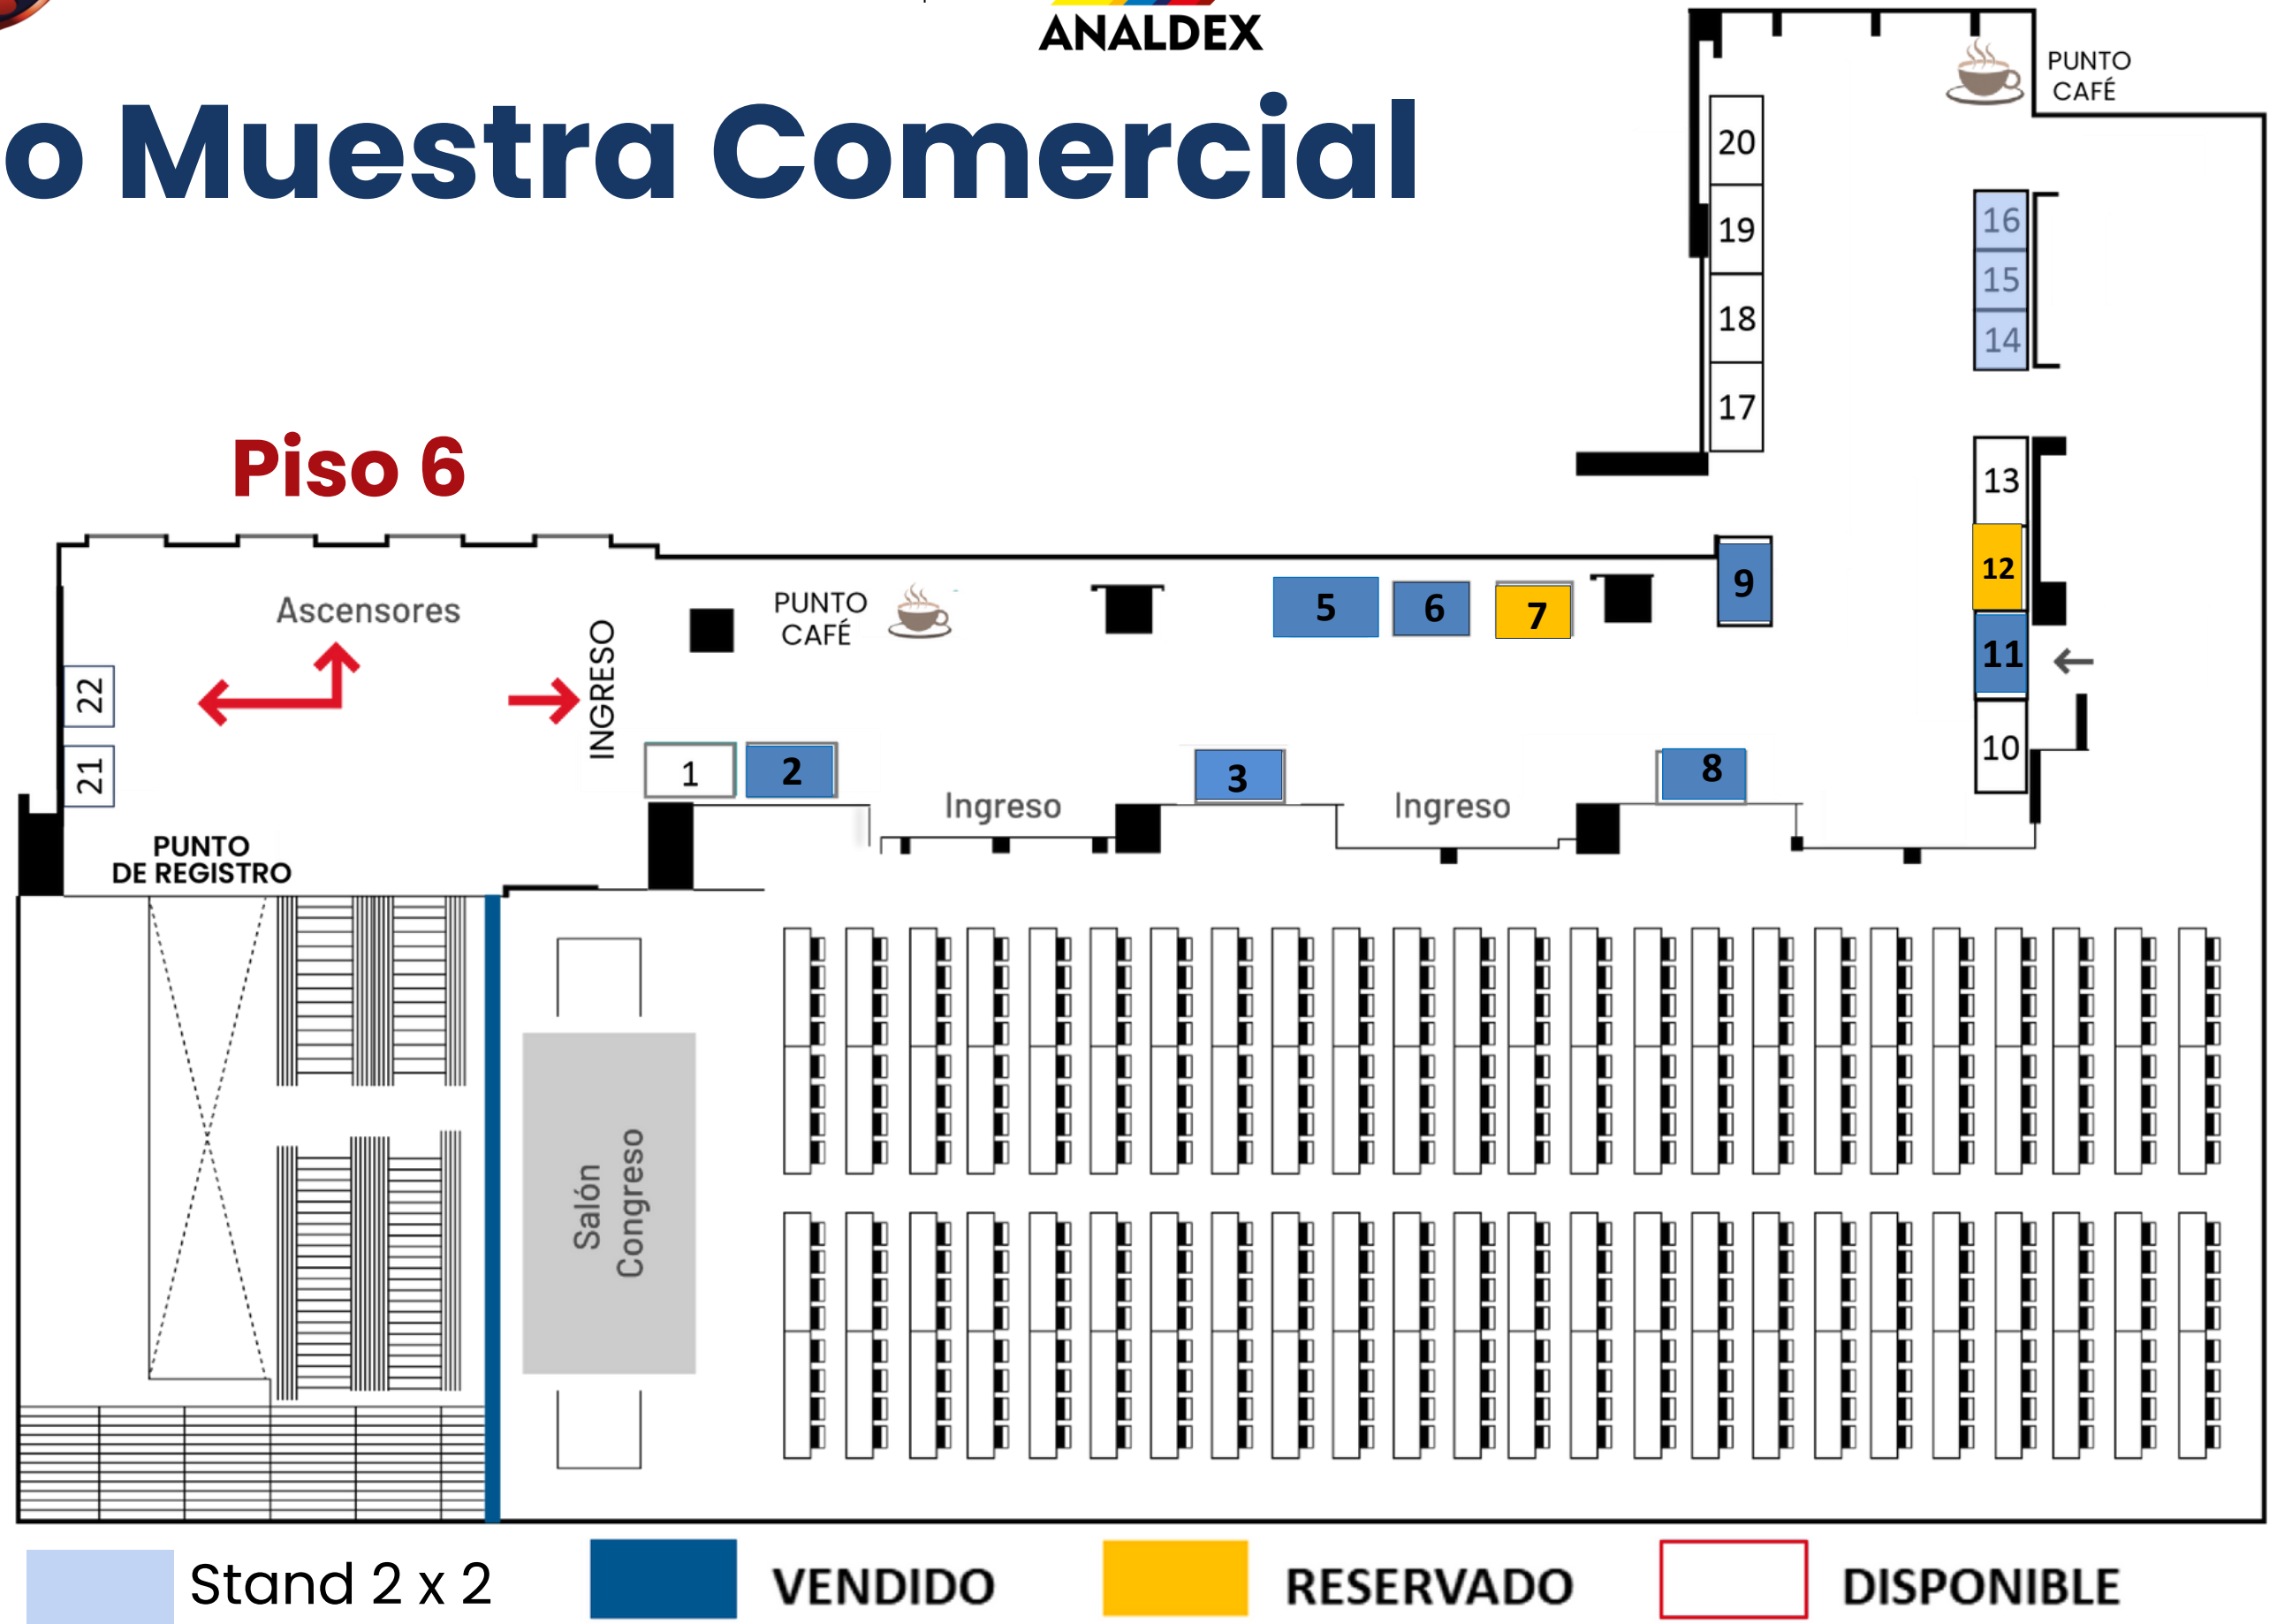 ANALDEX
o Muestra Comercial
PUNTO
CAFÉ
20
19
18
17
16
15
14
13
12
11
10
Piso 6
Ascensores
INGRESO
PUNTO
CAFÉ
5
6
7
9
22
21
1
2
3
8
Ingreso
Ingreso
PUNTO
DE REGISTRO
Salón
Congreso
Stand 2 x 2
VENDIDO
RESERVADO
DISPONIBLE